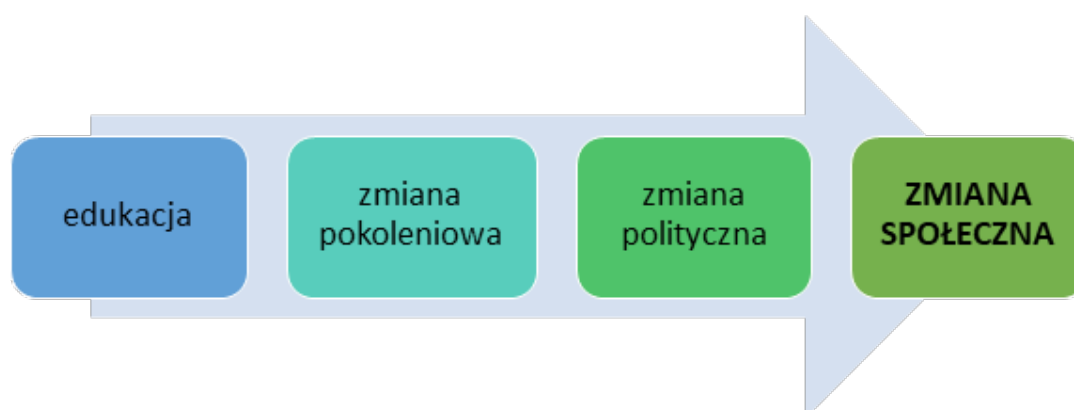 edukacja
zmiana
pokoleniowa
zmiana
polityczna
ZMIANA
SPOŁECZNA